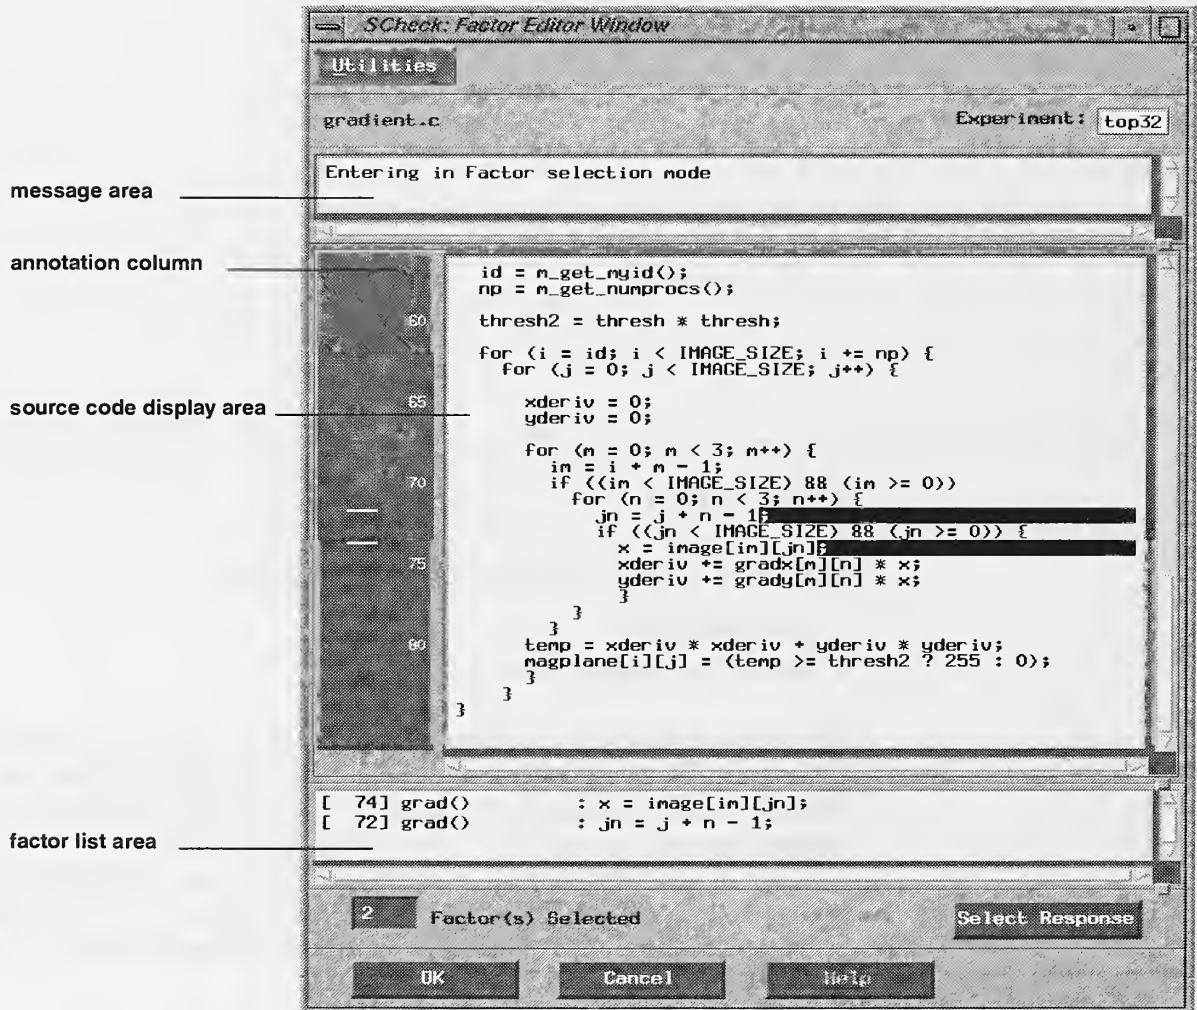 SCheck: Factor Editor Window
Utilities
gradient.c
Experiment: top32
message area
Entering in Factor selection mode
annotation column
source code display area
60
65
70
75
80
id = m_get_myid();
np = m_get_numprocs();
thresh2 = thresh * thresh;
for (i = id; i < IMAGE_SIZE; i += np) {
for (j = 0; j < IMAGE_SIZE; j++) {
xderiv = 0;
yderiv = 0;
for (m = 0; m < 3; m++) {
im = i + m - 1;
if ((im < IMAGE_SIZE) && (im >= 0))
for (n = 0; n < 3; n++) {
jn = j + n - 1;
if ((jn < IMAGE_SIZE) && (jn >= 0)) {
x = image[im][jn];
xderiv += gradx[m][n] * x;
yderiv += grady[m][n] * x;
}
}
}
temp = xderiv * xderiv + yderiv * yderiv;
magplane[i][j] = (temp >= thresh2 ? 255 : 0);
}
}
}
factor list area
[ 74] grad() : x = image[im][jn];
[ 72] grad() : jn = j + n - 1;
2 Factor(s) Selected
Select Response
OK
Cancel
Help